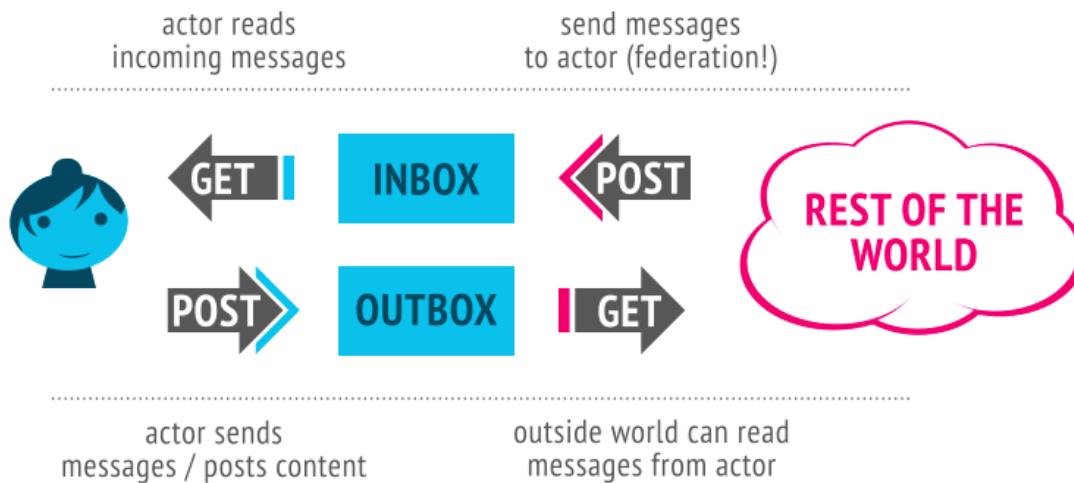 actor reads
incoming messages
send messages
to actor (federation!)
GET
INBOX
POST
REST OF THE
WORLD
POST
OUTBOX
GET
actor sends
messages / posts content
outside world can read
messages from actor